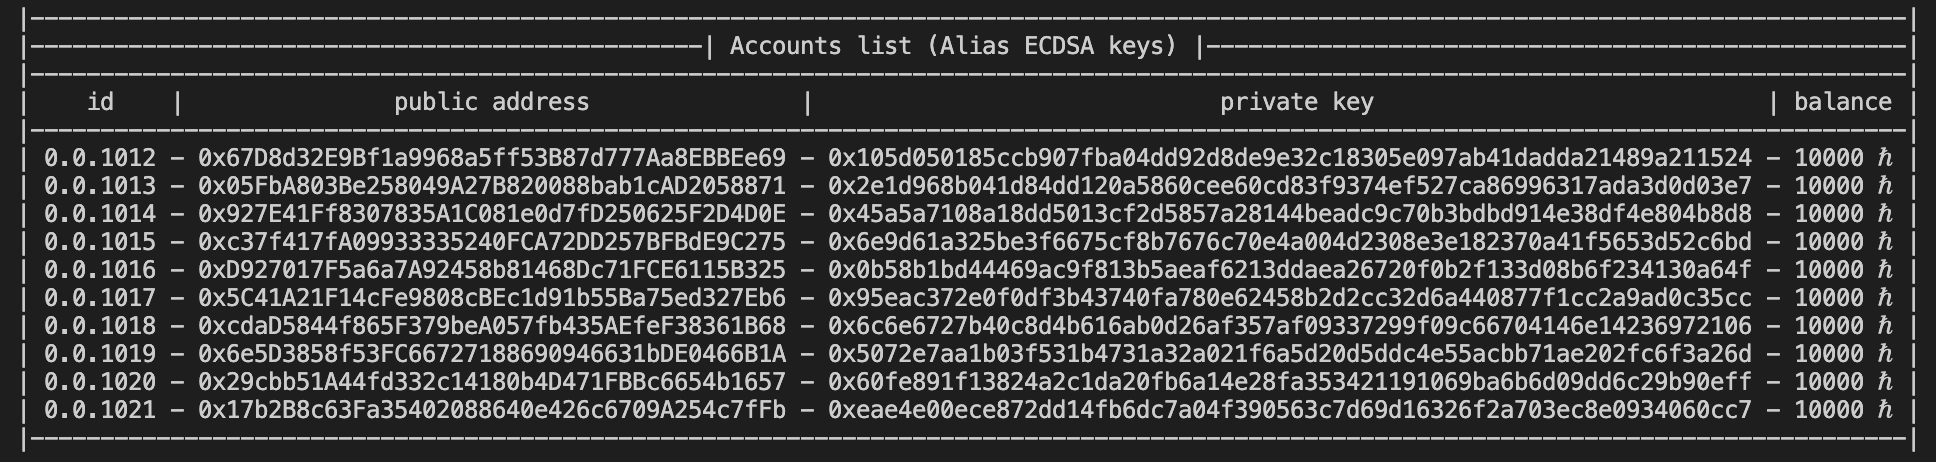 |--------------------------------------------------------------------------------------------------------------------------------------|
|------------------------------------------------| Accounts list (Alias ECDSA keys) |--------------------------------------------------|
|--------------------------------------------------------------------------------------------------------------------------------------|
|    id    |               public address               |                             private key                            | balance |
|--------------------------------------------------------------------------------------------------------------------------------------|
| 0.0.1012 - 0x67D8d32E9Bf1a9968a5ff53B87d777Aa8EBBEe69 - 0x105d050185ccb907fba04dd92d8de9e32c18305e097ab41dadda21489a211524 - 10000 ℏ |
| 0.0.1013 - 0x05FbA803Be258049A27B820088bab1cAD2058871 - 0x2e1d968b041d84dd120a5860cee60cd83f9374ef527ca86996317ada3d0d03e7 - 10000 ℏ |
| 0.0.1014 - 0x927E41Ff8307835A1C081e0d7fD250625F2D4D0E - 0x45a5a7108a18dd5013cf2d5857a28144beadc9c70b3bdbd914e38df4e804b8d8 - 10000 ℏ |
| 0.0.1015 - 0xc37f417fA09933335240FCA72DD257BFBdE9C275 - 0x6e9d61a325be3f6675cf8b7676c70e4a004d2308e3e182370a41f5653d52c6bd - 10000 ℏ |
| 0.0.1016 - 0xD927017F5a6a7A92458b81468Dc71FCE6115B325 - 0x0b58b1bd44469ac9f813b5aeaf6213ddaea26720f0b2f133d08b6f234130a64f - 10000 ℏ |
| 0.0.1017 - 0x5C41A21F14cFe9808cBEc1d91b55Ba75ed327Eb6 - 0x95eac372e0f0df3b43740fa780e62458b2d2cc32d6a440877f1cc2a9ad0c35cc - 10000 ℏ |
| 0.0.1018 - 0xcdaD5844f865F379beA057fb435AEfeF38361B68 - 0x6c6e6727b40c8d4b616ab0d26af357af09337299f09c66704146e14236972106 - 10000 ℏ |
| 0.0.1019 - 0x6e5D3858f53FC66727188690946631bDE0466B1A - 0x5072e7aa1b03f531b4731a32a021f6a5d20d5ddc4e55acbb71ae202fc6f3a26d - 10000 ℏ |
| 0.0.1020 - 0x29cbb51A44fd332c14180b4D471FBBc6654b1657 - 0x60fe891f13824a2c1da20fb6a14e28fa353421191069ba6b6d09dd6c29b90eff - 10000 ℏ |
| 0.0.1021 - 0x17b2B8c63Fa35402088640e426c6709A254c7fFb - 0xeae4e00ece872dd14fb6dc7a04f390563c7d69d16326f2a703ec8e0934060cc7 - 10000 ℏ |
|--------------------------------------------------------------------------------------------------------------------------------------|